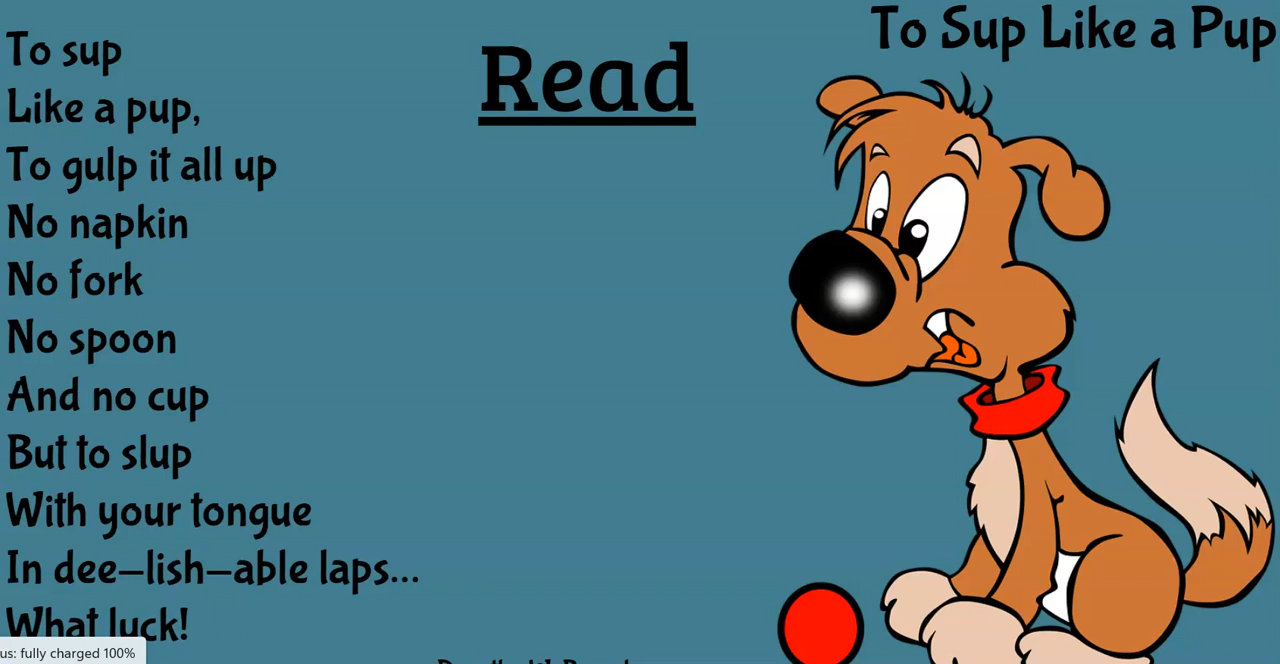 To Sup Like a Pup
Read
To sup
Like a pup,
To gulp it all up
No napkin
No fork
No spoon
And no cup
But to slup
With your tongue
In dee-lish-able laps...
What luck!
us: fully charged 100%